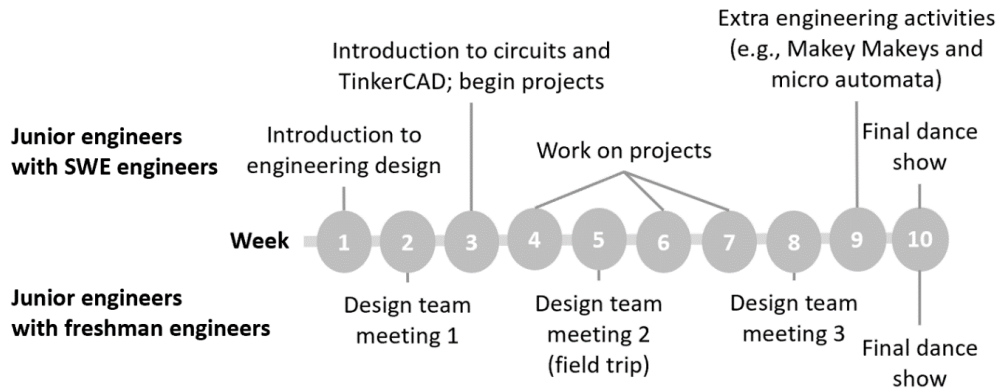 Extra engineering activities
(e.g., Makey Makeys and
micro automata)
Introduction to circuits and
TinkerCAD; begin projects
Junior engineers
with SWE engineers
Introduction to
engineering design
Work on projects
Final dance
show
Week
1
2
3
4
5
6
7
8
9
10
Junior engineers
with freshman engineers
Design team
meeting 1
Design team
meeting 2
(field trip)
Design team
meeting 3
Final dance
show